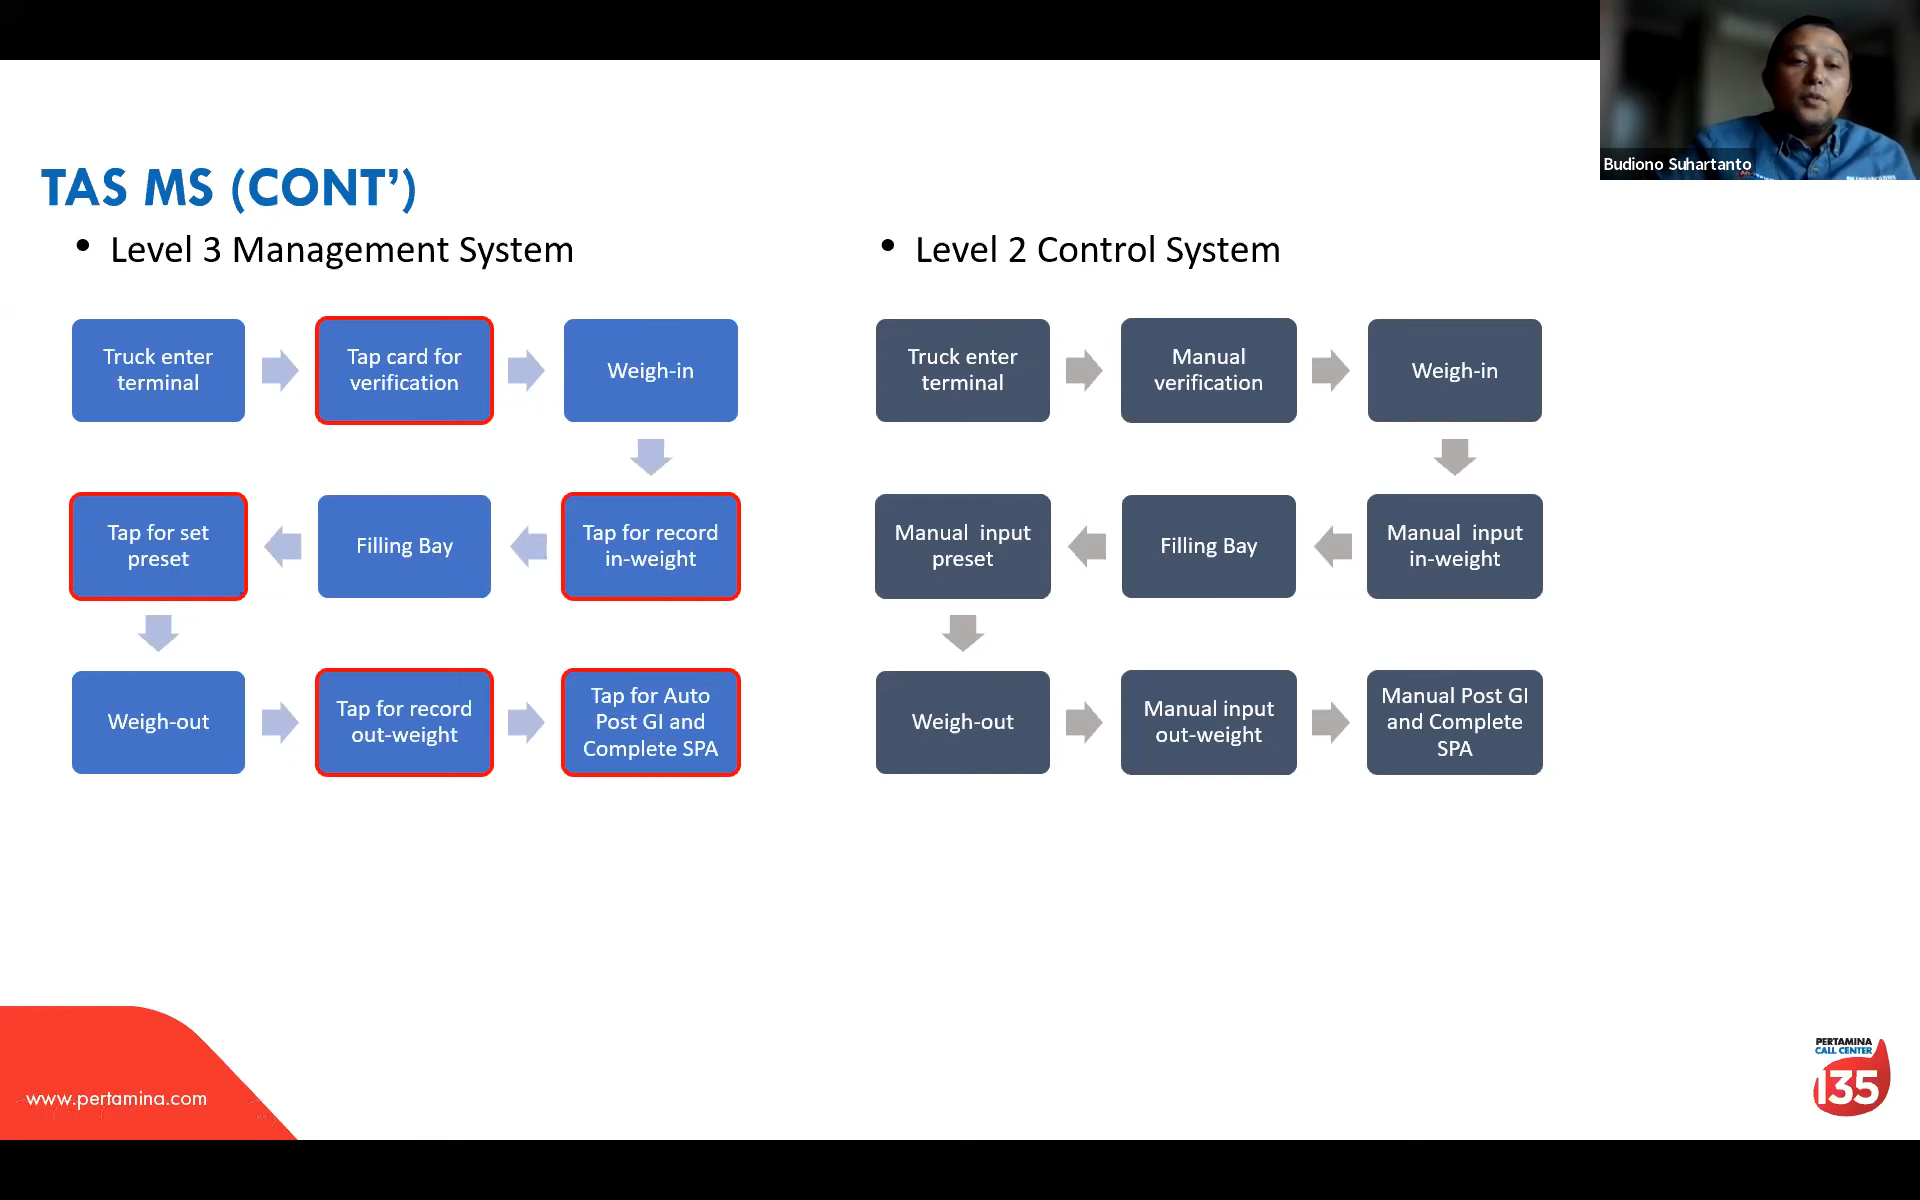 Budiono Suhartanto
TAS MS (CONT’)
• Level 3 Management System
Truck enter
terminal
Tap card for
verification
Weigh-in
Tap for record
in-weight
Filling Bay
Tap for set
preset
Weigh-out
Tap for record
out-weight
Tap for Auto
Post GI and
Complete SPA
• Level 2 Control System
Truck enter
terminal
Manual
verification
Weigh-in
Manual input
in-weight
Filling Bay
Manual input
preset
Weigh-out
Manual input
out-weight
Manual Post GI
and Complete
SPA
www.pertamina.com
PERTAMINA
CALL CENTER
135